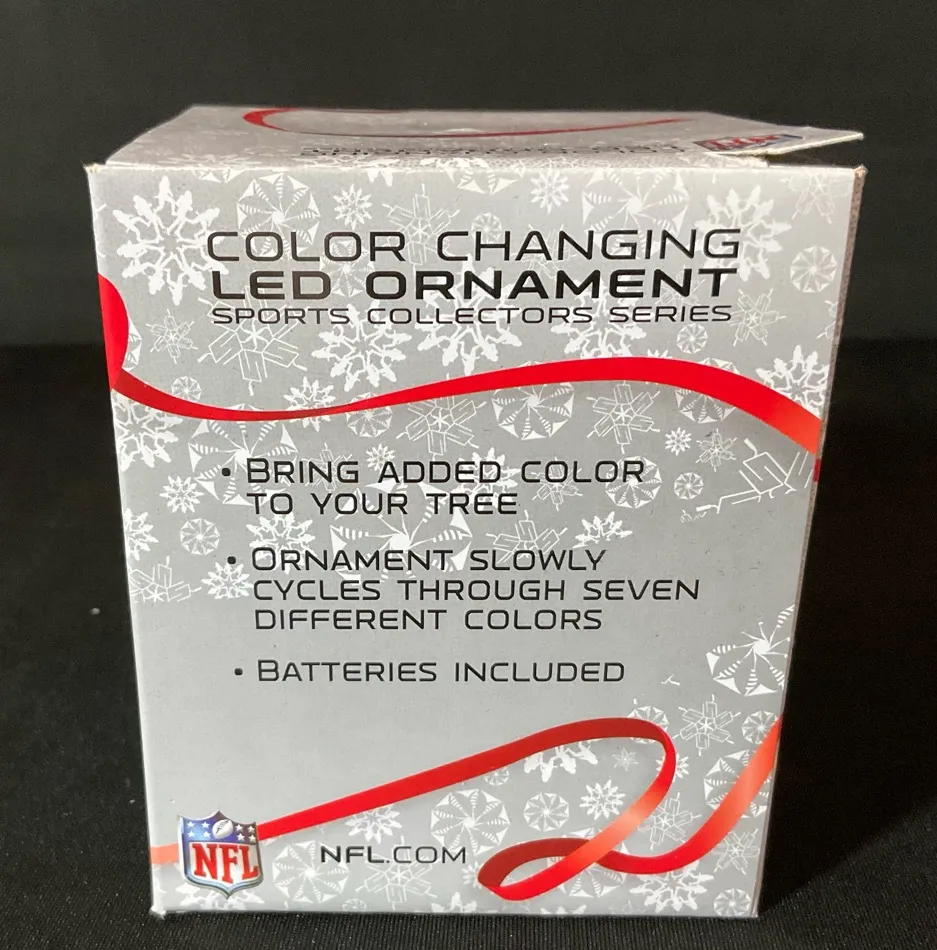 COLOR CHANGING
LED ORNAMENT
SPORTS COLLECTORS SERIES
• BRING ADDED COLOR
TO YOUR TREE
• ORNAMENT SLOWLY
CYCLES THROUGH SEVEN
DIFFERENT COLORS
• BATTERIES INCLUDED
NFL
NFL.COM